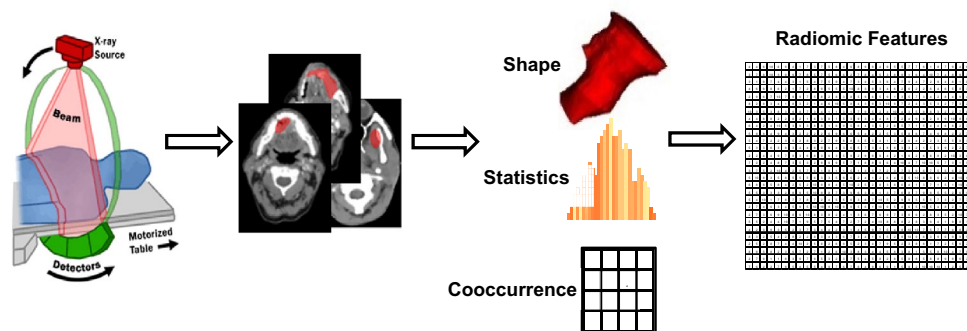 X-ray
Source
Beam
Motorized
Table
Detectors
Shape
Statistics
Cooccurrence
Radiomic Features